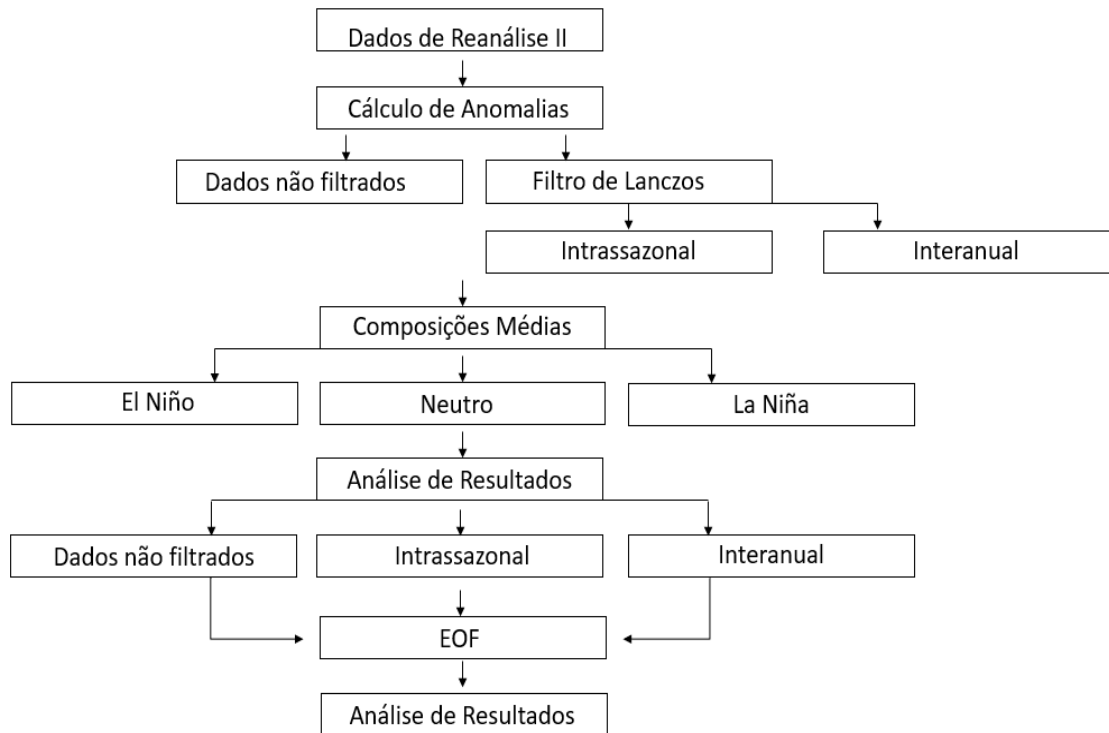 Dados de Reanálise II
Cálculo de Anomalias
Dados não filtrados
Filtro de Lanczos
Intrassazonal
Interanual
Composições Médias
El Niño
Neutro
La Niña
Análise de Resultados
Dados não filtrados
Intrassazonal
Interanual
EOF
Análise de Resultados